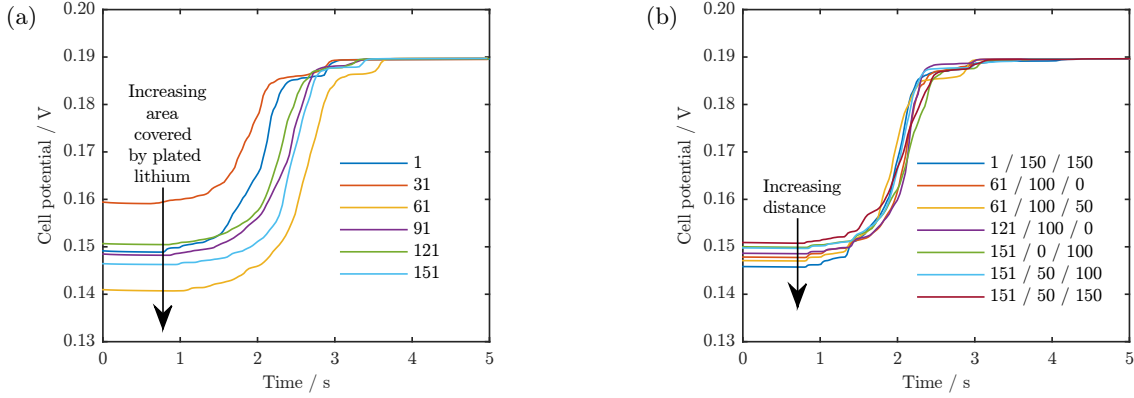 (a)
0.20
0.19
0.18
0.17
0.16
0.15
0.14
0.13
Cell potential / V
0
1
2
3
4
5
Time / s
Increasing
area
covered
by plated
lithium
1
31
61
91
121
151
(b)
0.20
0.19
0.18
0.17
0.16
0.15
0.14
0.13
Cell potential / V
0
1
2
3
4
5
Time / s
Increasing
distance
1 / 150 / 150
61 / 100 / 0
61 / 100 / 50
121 / 100 / 0
151 / 0 / 100
151 / 50 / 100
151 / 50 / 150